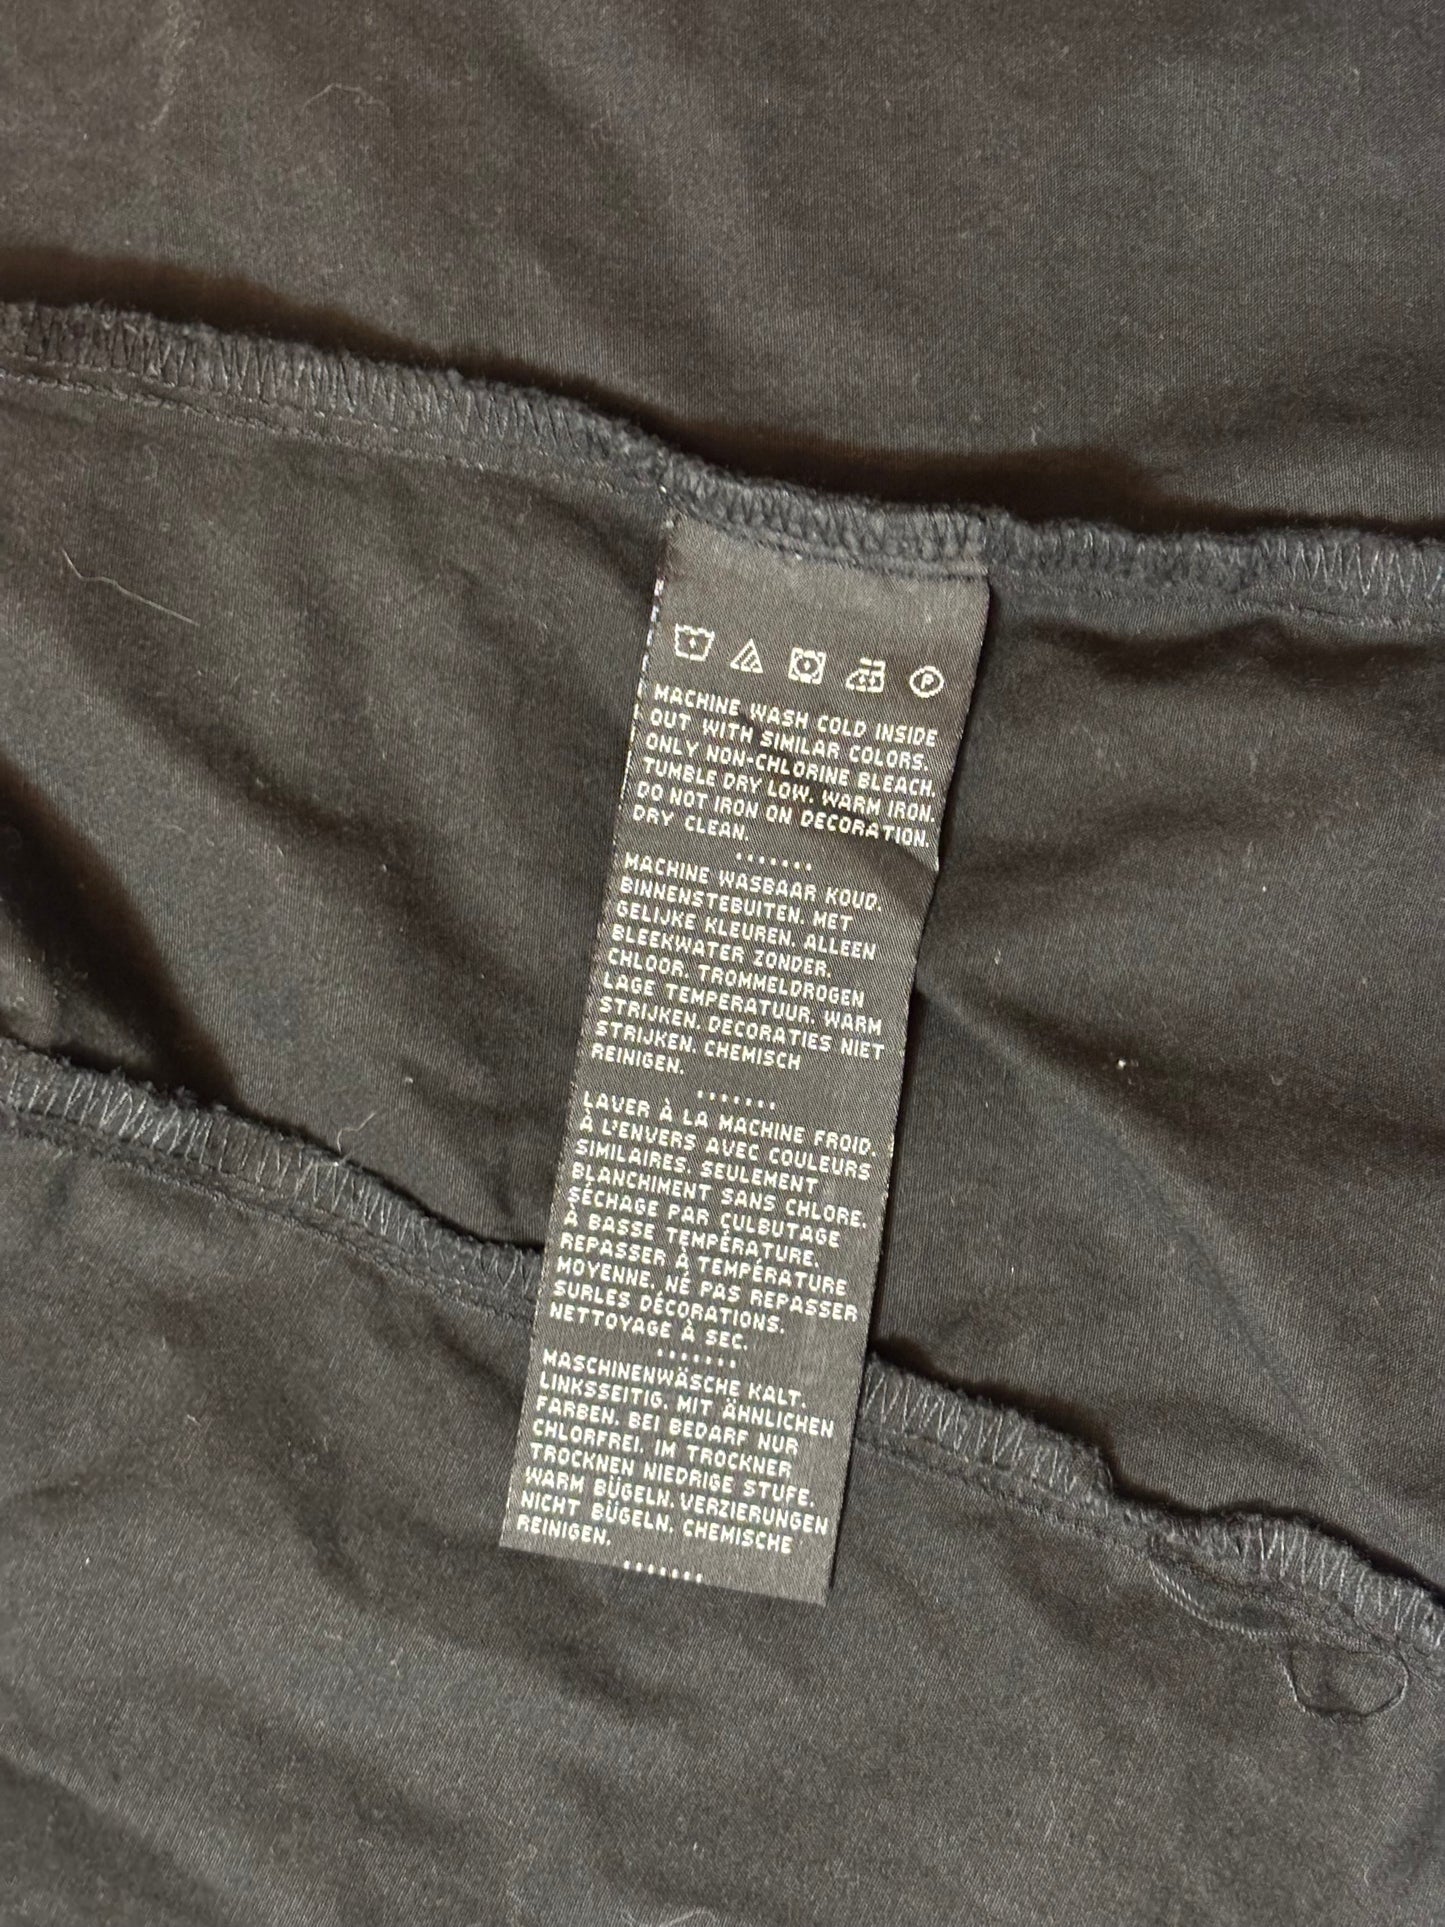 P
MACHINE WASH COLD INSIDE
OUT WITH SIMILAR COLORS.
ONLY NON-CHLORINE BLEACH.
TUMBLE DRY LOW. WARM IRON.
DO NOT IRON ON DECORATION.
DRY CLEAN.
MACHINE WASBAAR KOUD.
BINNENSTEBUITEN. MET
GELIJKE KLEUREN. ALLEEN
BLEEKWATER ZONDER.
CHLOOR. TROMMELDROGEN
LAGE TEMPERATUUR. WARM
STRIJKEN. DECORATIES NIET
STRIJKEN. CHEMISCH
REINIGEN.
LAVER À LA MACHINE FROID.
À L'ENVERS AVEC COULEURS
SIMILAIRES. SEULEMENT
BLANCHIMENT SANS CHLORE.
SÉCHAGE PAR CULBUTAGE
À BASSE TEMPÉRATURE.
REPASSER À TEMPÉRATURE
MOYENNE. NÉ PAS REPASSER
SURLES DÉCORATIONS.
NETTOYAGE À SEC.
MASCHINENWÄSCHE KALT.
LINKSSEITIG. MIT ÄHNLICHEN
FARBEN. BEI BEDARF NUR
CHLORFREI. IM TROCKNER
TROCKNEN NIEDRIGE STUFE.
WARM BÜGELN. VERZIERUNGEN
NICHT BÜGELN. CHEMISCHE
REINIGEN.